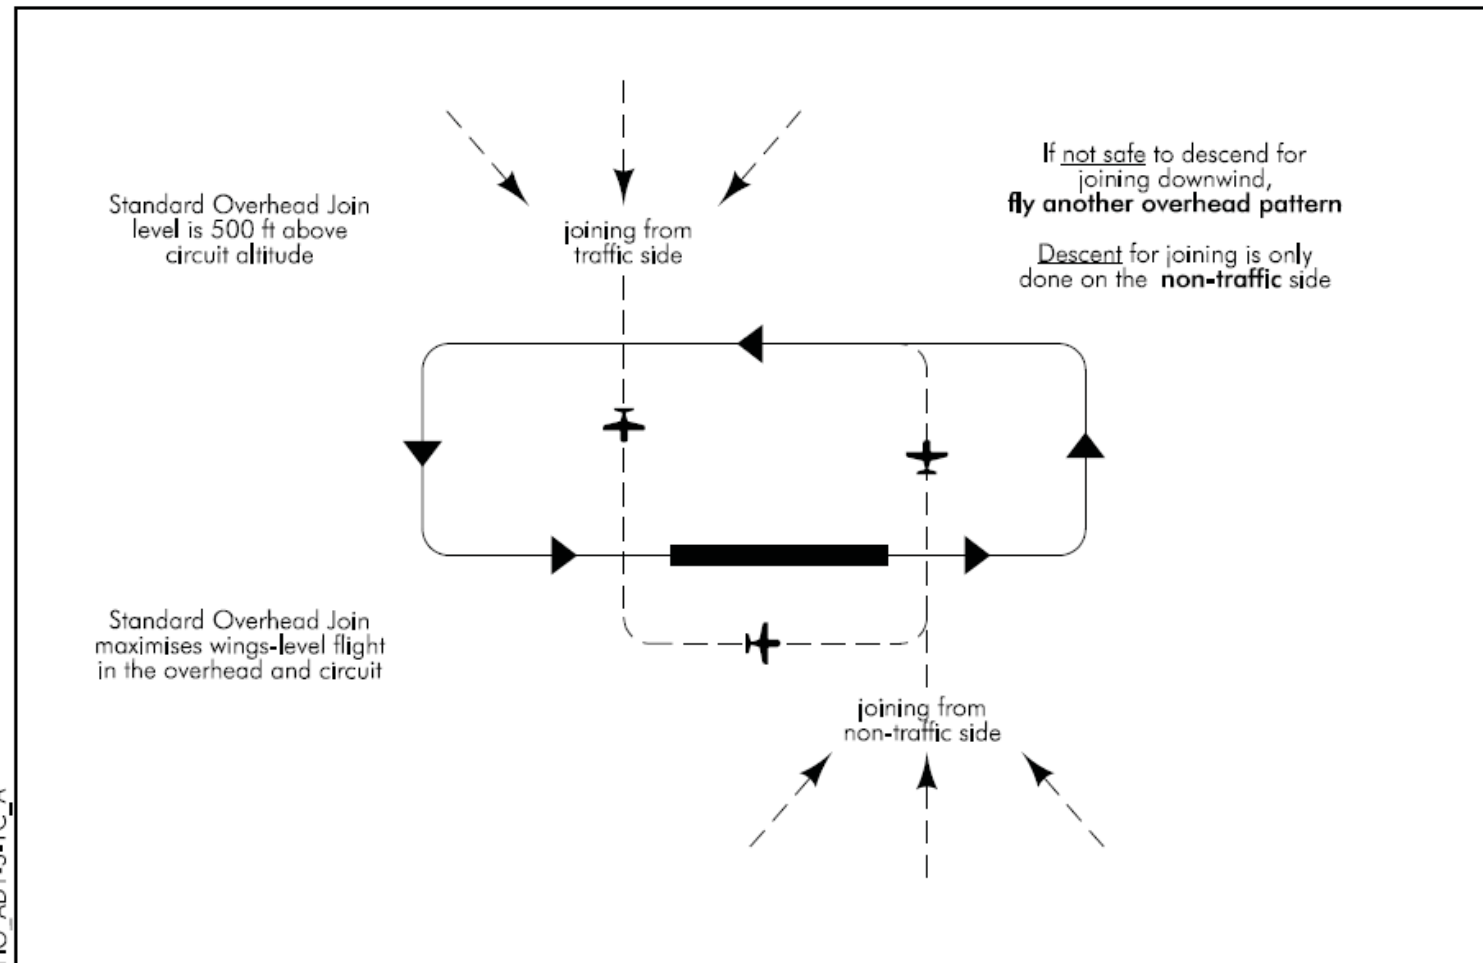 Standard Overhead Join
level is 500 ft above
circuit altitude
joining from
traffic side
If not safe to descend for
joining downwind,
fly another overhead pattern
Descent for joining is only
done on the non-traffic side
Standard Overhead Join
maximises wings-level flight
in the overhead and circuit
joining from
non-traffic side